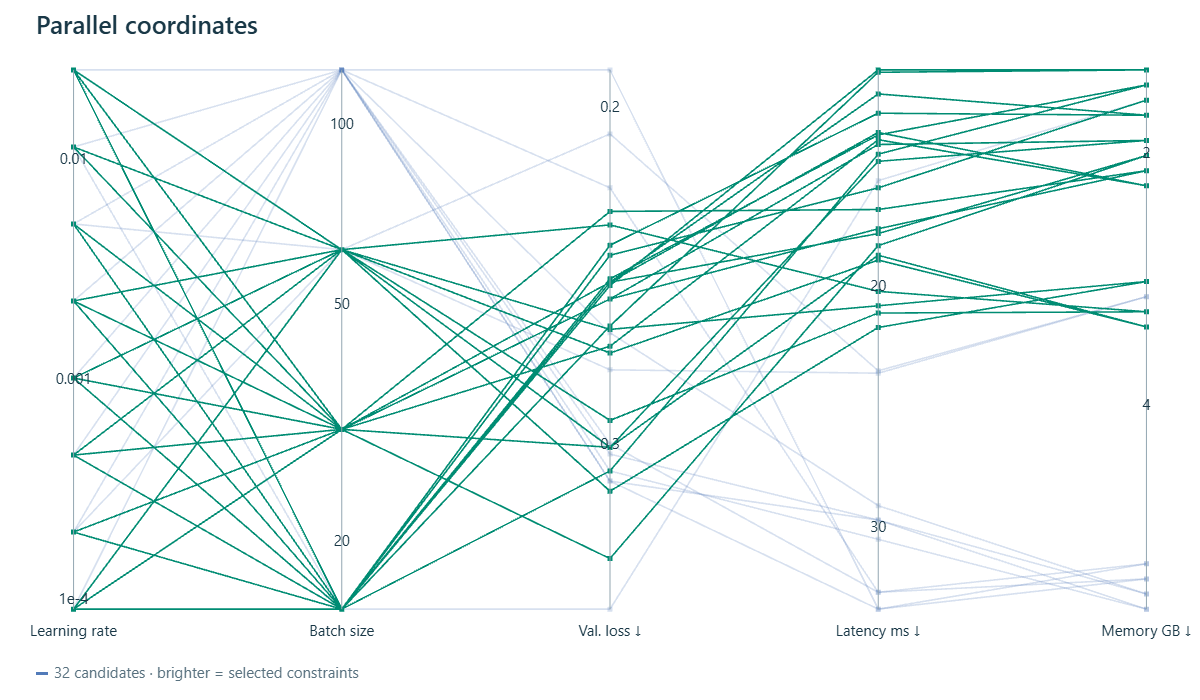 Parallel coordinates
0.2
100
0.01
2
20
50
0.001
4
0.3
30
20
1e-4
Learning rate
Batch size
Val. loss ↓
Latency ms ↓
Memory GB ↓
32 candidates · brighter = selected constraints